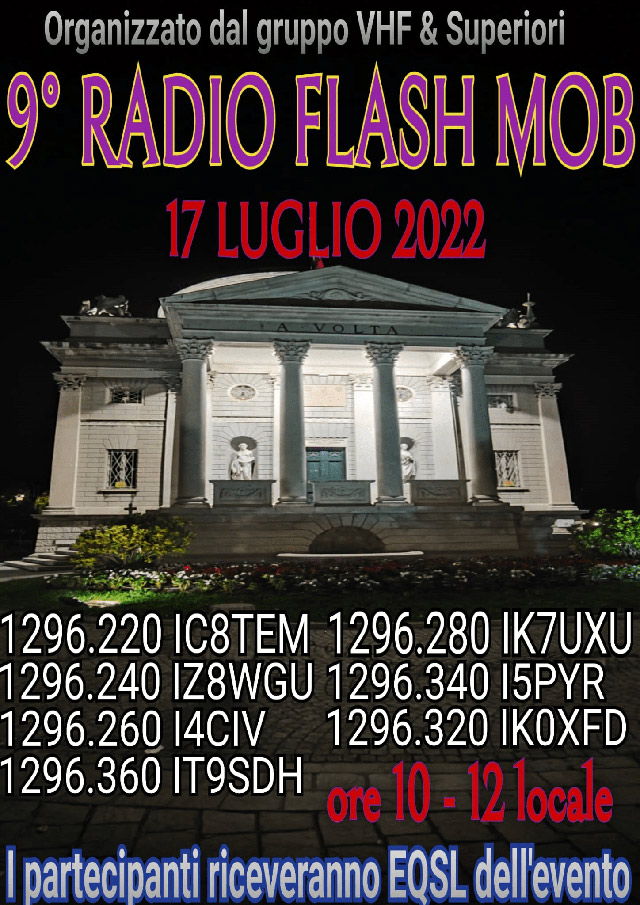 Organizzato dal gruppo VHF & Superiori
9° RADIO FLASH MOB
17 LUGLIO 2022
A VOLTA
1296.220 IC8TEM 1296.280 IK7UXU
1296.240 IZ8WGU 1296.340 I5PYR
1296.260 I4CIV 1296.320 IK0XFD
1296.360 IT9SDH
ore 10 - 12 locale
I partecipanti riceveranno EQSL dell'evento